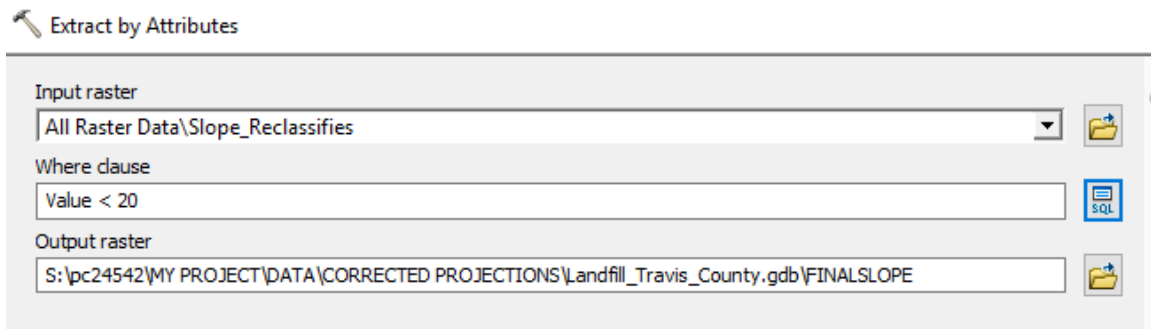 Extract by Attributes
Input raster
All Raster Data\Slope_Reclassifies
Where clause
Value < 20
SQL
Output raster
S:\pc24542\MY PROJECT\DATA\CORRECTED PROJECTIONS\Landfill_Travis_County.gdb\FINALSLOPE